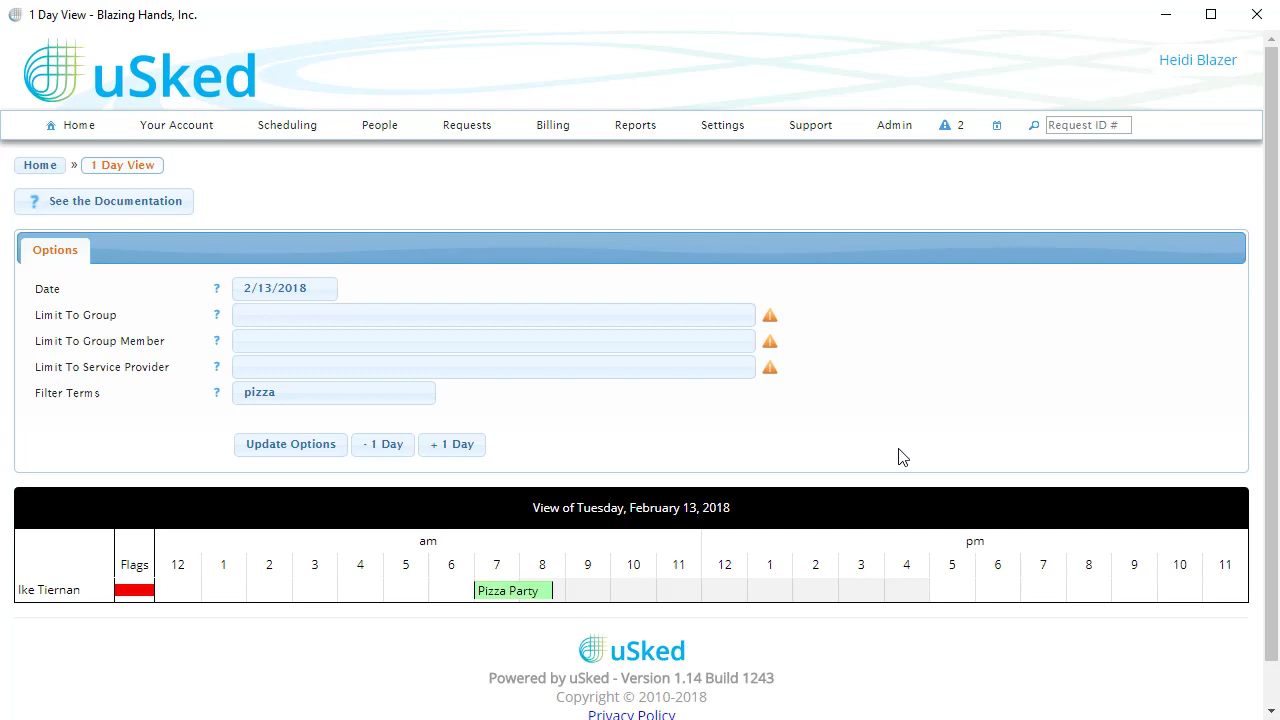 1 Day View - Blazing Hands, Inc.
uSked
Heidi Blazer
Home Your Account Scheduling People Requests Billing Reports Settings Support Admin 2 Request ID #
Home » 1 Day View
? See the Documentation
Options
Date ? 2/13/2018
Limit To Group ?
Limit To Group Member ?
Limit To Service Provider ?
Filter Terms ? pizza
Update Options - 1 Day + 1 Day
View of Tuesday, February 13, 2018
am pm
Flags 12 1 2 3 4 5 6 7 8 9 10 11 12 1 2 3 4 5 6 7 8 9 10 11
Ike Tiernan Pizza Party
uSked
Powered by uSked - Version 1.14 Build 1243
Copyright © 2010-2018
Privacy Policy